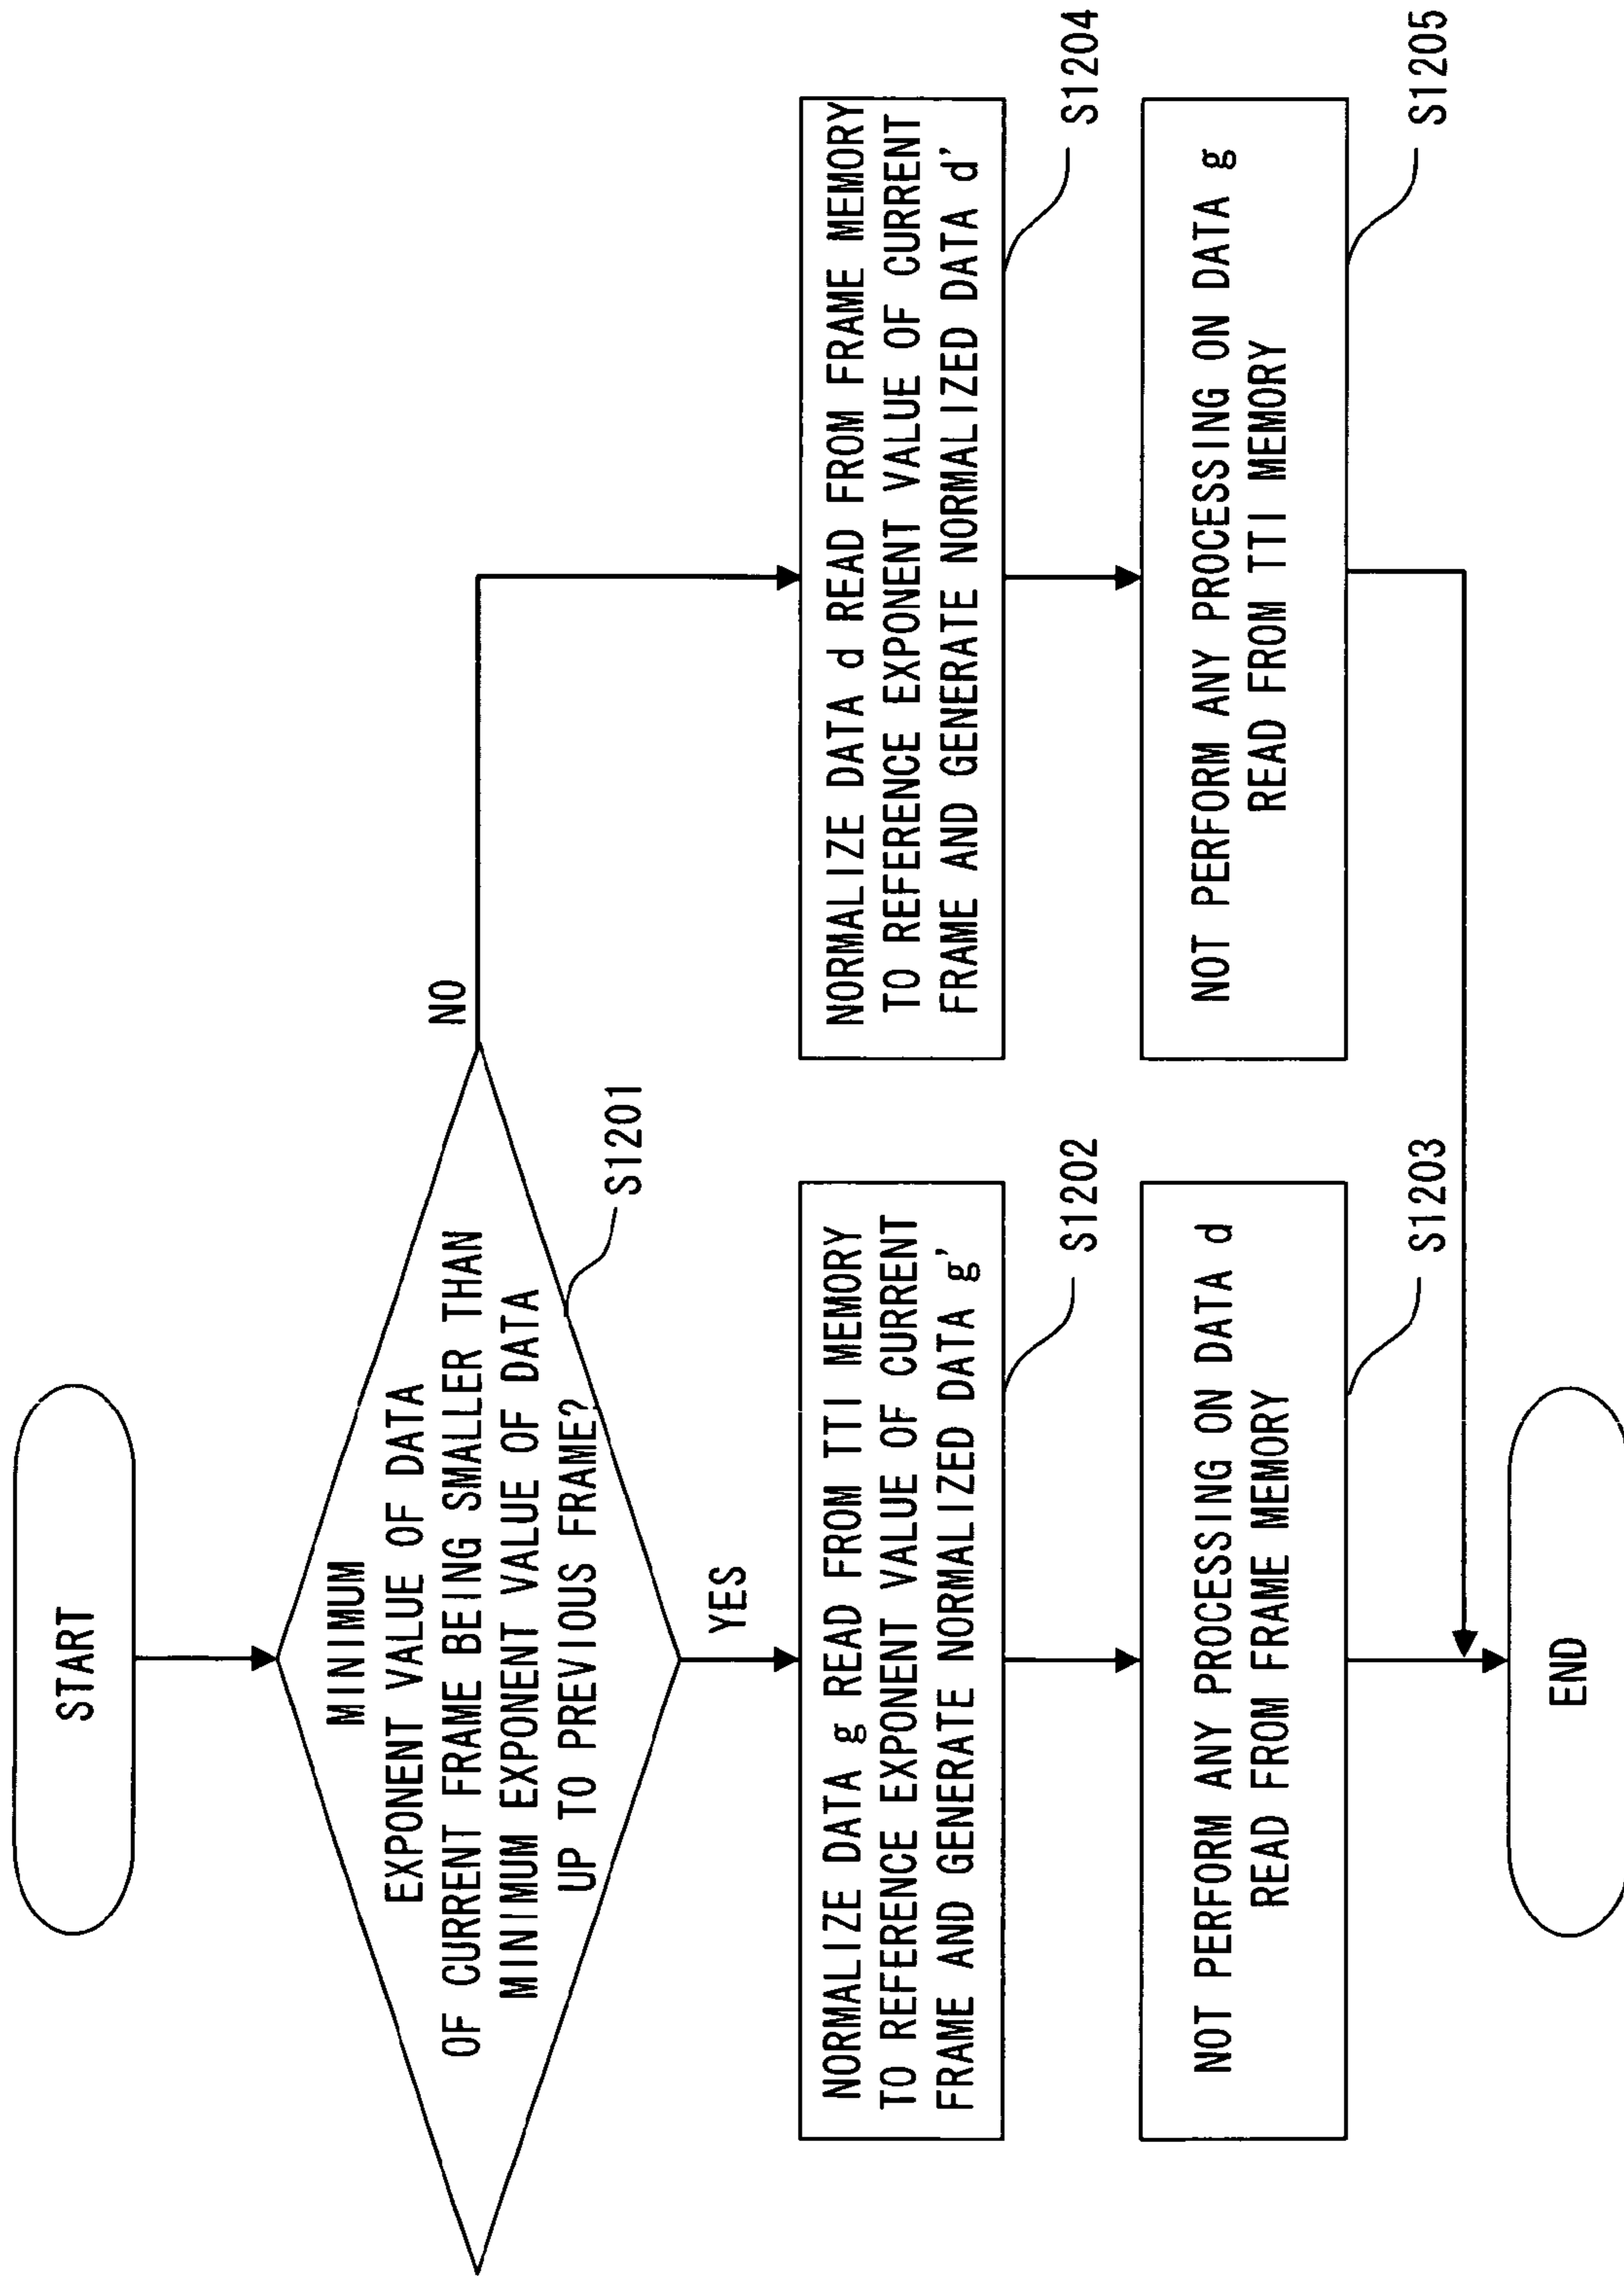 START
MINIMUM
EXPONENT VALUE OF DATA
OF CURRENT FRAME BEING SMALLER THAN
MINIMUM EXPONENT VALUE OF DATA
UP TO PREVIOUS FRAME?
S1201
NO
YES
NORMALIZE DATA g READ FROM TTI MEMORY
TO REFERENCE EXPONENT VALUE OF CURRENT
FRAME AND GENERATE NORMALIZED DATA g'
S1202
NOT PERFORM ANY PROCESSING ON DATA d
READ FROM FRAME MEMORY
S1203
NORMALIZE DATA d READ FROM FRAME MEMORY
TO REFERENCE EXPONENT VALUE OF CURRENT
FRAME AND GENERATE NORMALIZED DATA d'
S1204
NOT PERFORM ANY PROCESSING ON DATA g
READ FROM TTI MEMORY
S1205
END